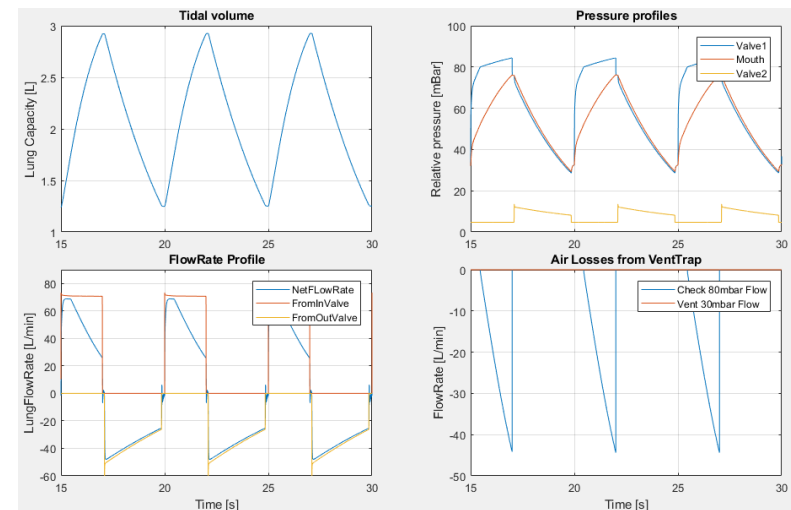 Tidal volume
3
2.5
2
1.5
1
Lung Capacity [L]
15 20 25 30
Pressure profiles
100
80
60
40
20
0
Relative pressure [mBar]
Valve1
Mouth
Valve2
15 20 25 30
FlowRate Profile
80
60
40
20
0
-20
-40
-60
LungFlowRate [L/min]
NetFLowRate
FromInValve
FromOutValve
15 20 25 30
Time [s]
Air Losses from VentTrap
0
-10
-20
-30
-40
-50
FlowRate [L/min]
Check 80mbar Flow
Vent 30mbar Flow
15 20 25 30
Time [s]